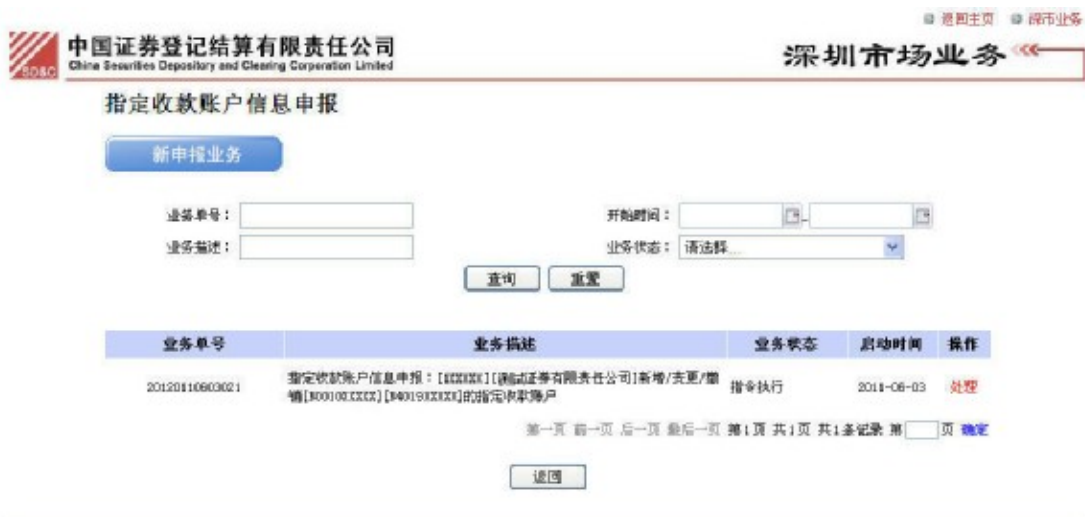 返回主页 深市业务
SD&C
中国证券登记结算有限责任公司
China Securities Depository and Clearing Corporation Limited
深圳市场业务
指定收款账户信息申报
新申报业务
业务单号： 开始时间： -
业务描述： 业务状态： 请选择...
查询 重置
业务单号 业务描述 业务状态 启动时间 操作
指定收款账户信息申报：[XXXXXX][测试证券有限责任公司]新增/变更/撤
20120110603021 指令执行 2011-06-03 处理
销[B00100XXXX][B4019XXXXX]的指定收款账户
第一页 前一页 后一页 最后一页 第1页 共1页 共1条记录 第 页 确定
返回